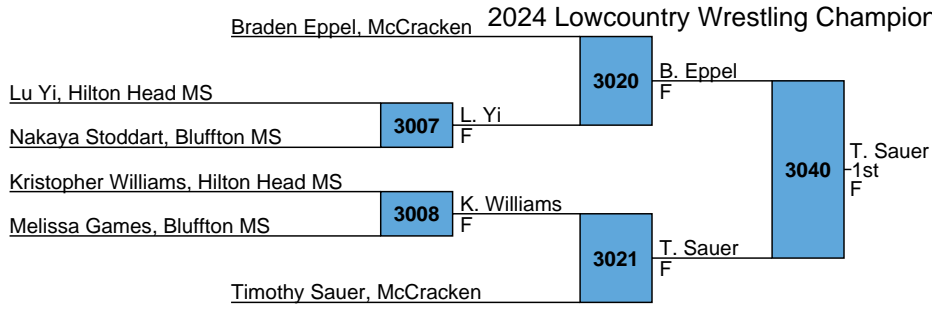 2024 Lowcountry Wrestling Champion
Braden Eppel, McCracken
3020
B. Eppel
F
Lu Yi, Hilton Head MS
3007
L. Yi
F
Nakaya Stoddart, Bluffton MS
3040
T. Sauer
1st
F
Kristopher Williams, Hilton Head MS
3008
K. Williams
F
Melissa Games, Bluffton MS
3021
T. Sauer
F
Timothy Sauer, McCracken